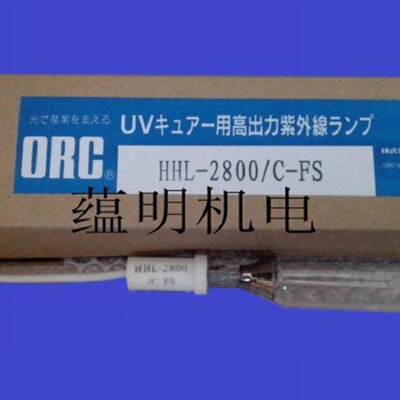 光で産業を支える
ORC®
UVキュアー用高出力紫外線ランプ
HHL-2800/C-FS
蕴明机电
HHL-2800
/C FS